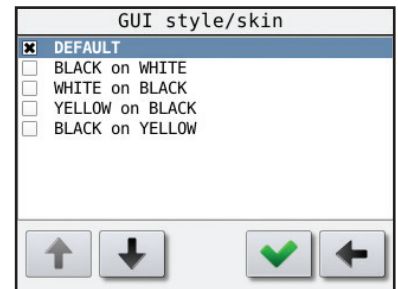 GUI style/skin
DEFAULT
BLACK on WHITE
WHITE on BLACK
YELLOW on BLACK
BLACK on YELLOW